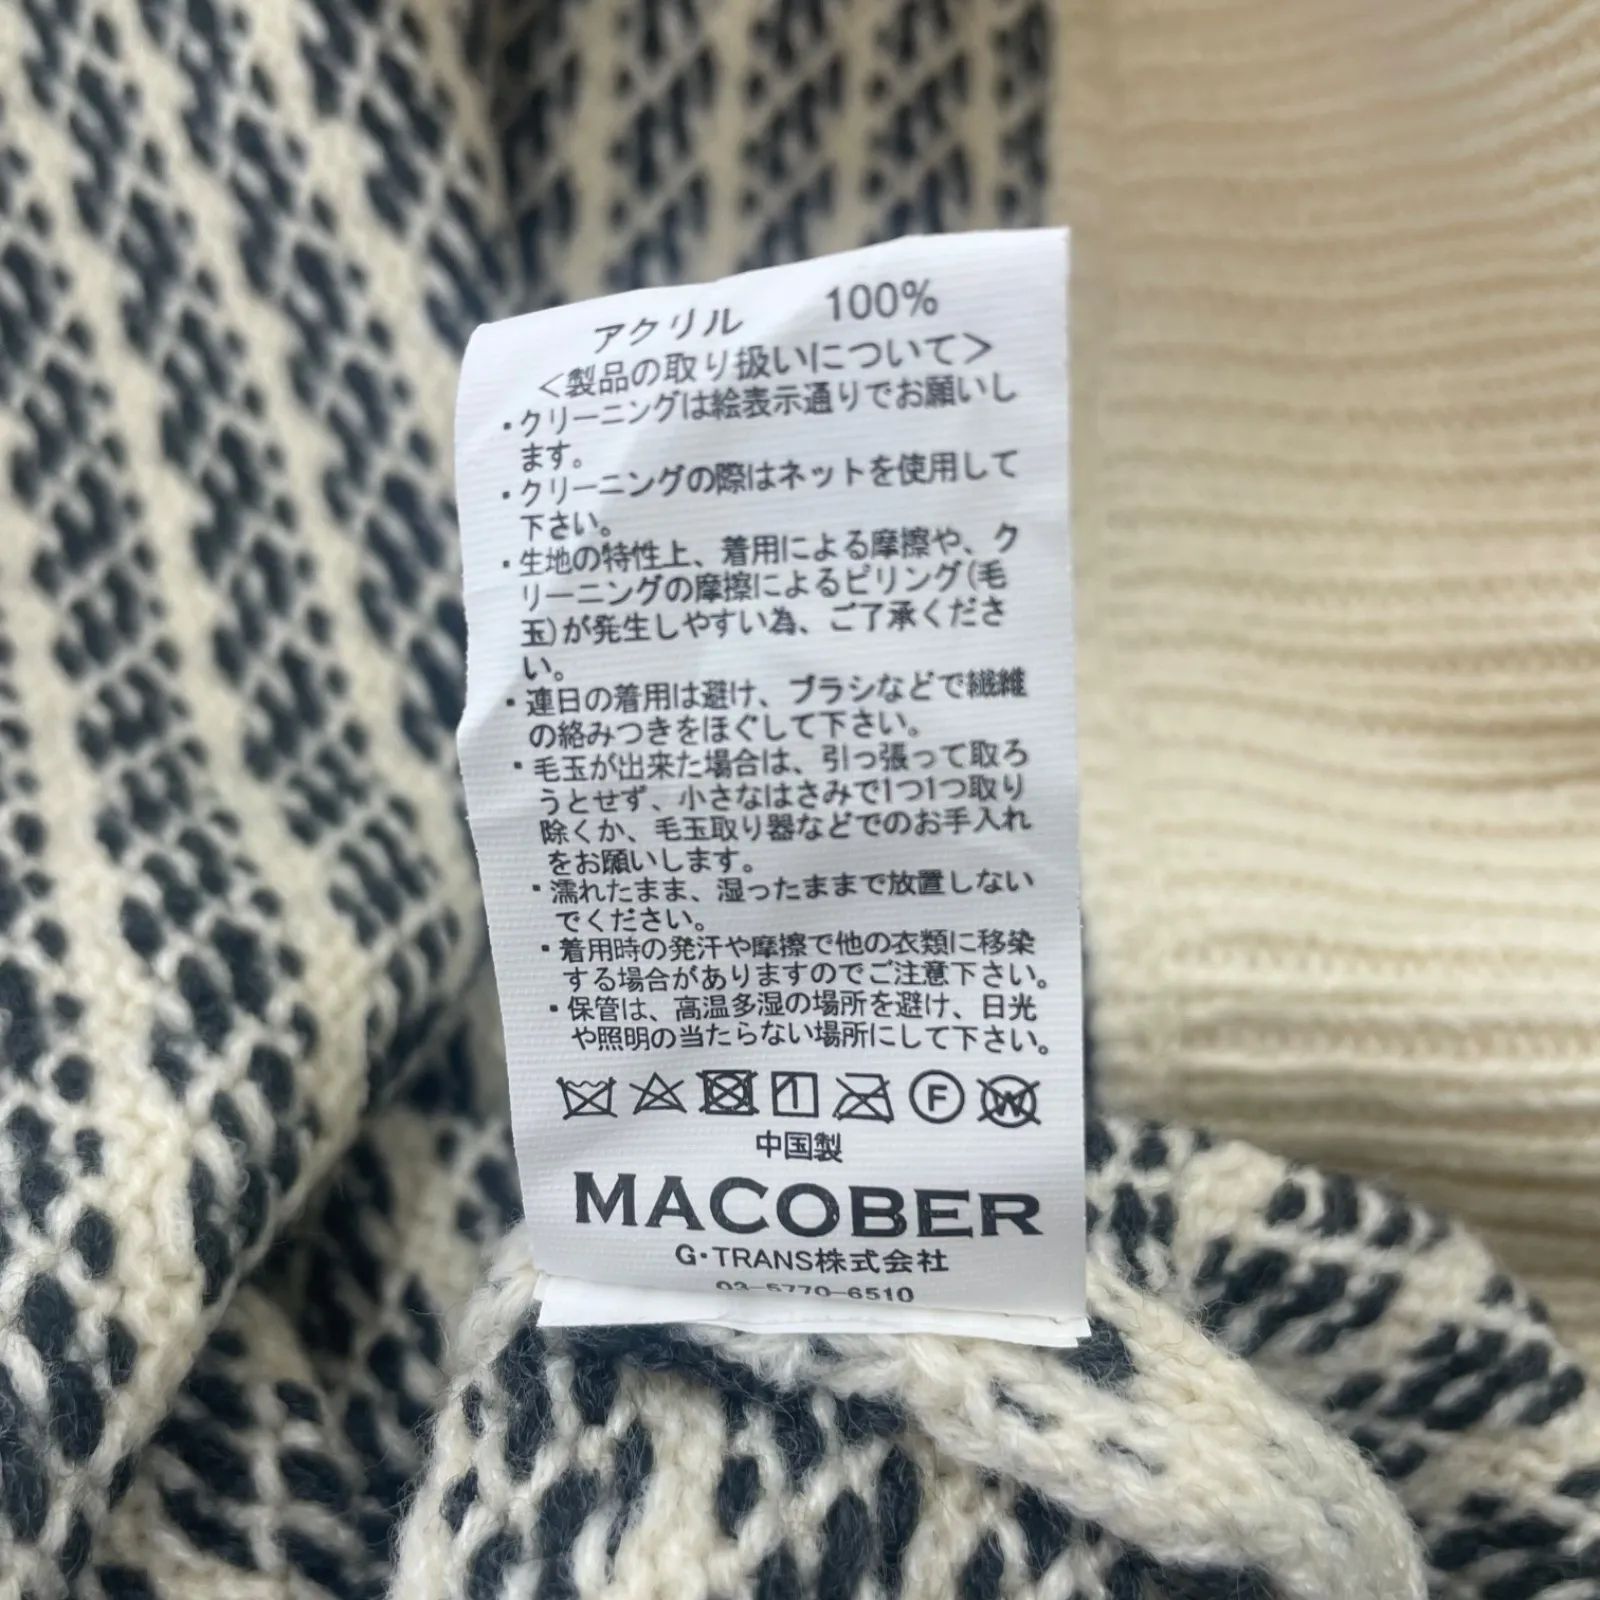 アクリル 100%
<製品の取り扱いについて>
・クリーニングは絵表示通りでお願いし
ます。
・クリーニングの際はネットを使用して
下さい。
・生地の特性上、着用による摩擦や、ク
リーニングの摩擦によるピリング(毛
玉)が発生しやすい為、ご了承くださ
い。
・連日の着用は避け、ブラシなどで繊維
の絡みつきをほぐして下さい。
・毛玉が出来た場合は、引っ張って取ろ
うとせず、小さなはさみで1つ1つ取り
除くか、毛玉取り器などでのお手入れ
をお願いします。
・濡れたまま、湿ったままで放置しない
でください。
・着用時の発汗や摩擦で他の衣類に移染
する場合がありますのでご注意下さい。
・保管は、高温多湿の場所を避け、日光
や照明の当たらない場所にして下さい。
1 F W
中国製
MACOBER
G・TRANS株式会社
03-5770-6510